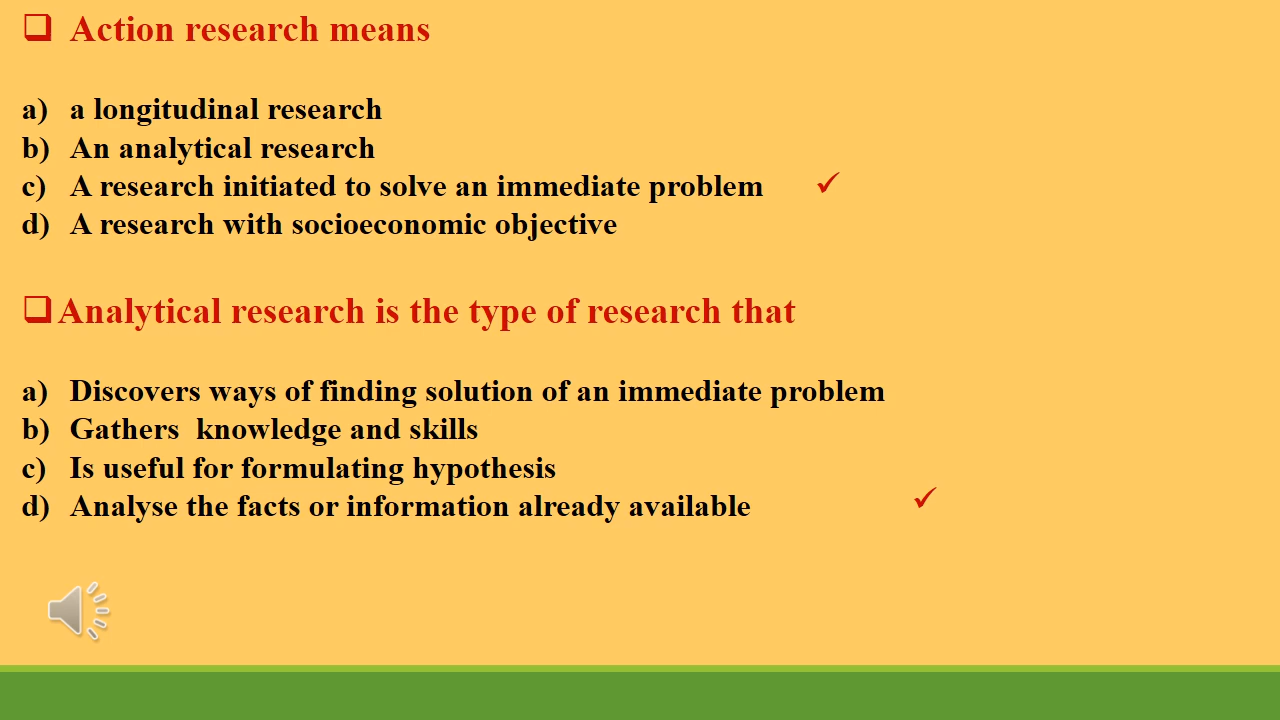 ❑ Action research means
a) a longitudinal research
b) An analytical research
c) A research initiated to solve an immediate problem ✓
d) A research with socioeconomic objective
❑ Analytical research is the type of research that
a) Discovers ways of finding solution of an immediate problem
b) Gathers knowledge and skills
c) Is useful for formulating hypothesis
d) Analyse the facts or information already available ✓